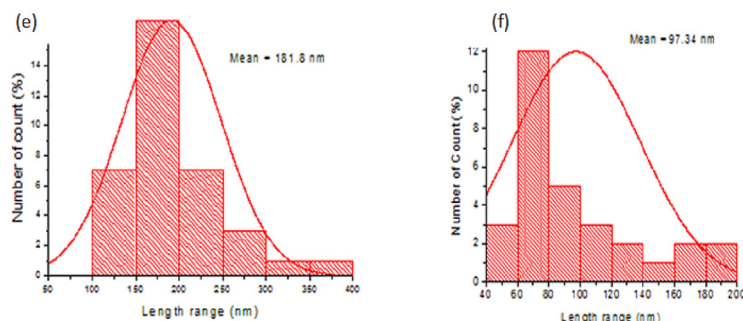 (e)
Mean = 181.8 nm
Number of count (%)
14
12
10
8
6
4
2
0
50 100 150 200 250 300 350 400
Length range (nm)
(f)
Mean =97.34 nm
Number of Count (%)
12
10
8
6
4
2
0
40 60 80 100 120 140 160 180 200
Length range (nm)